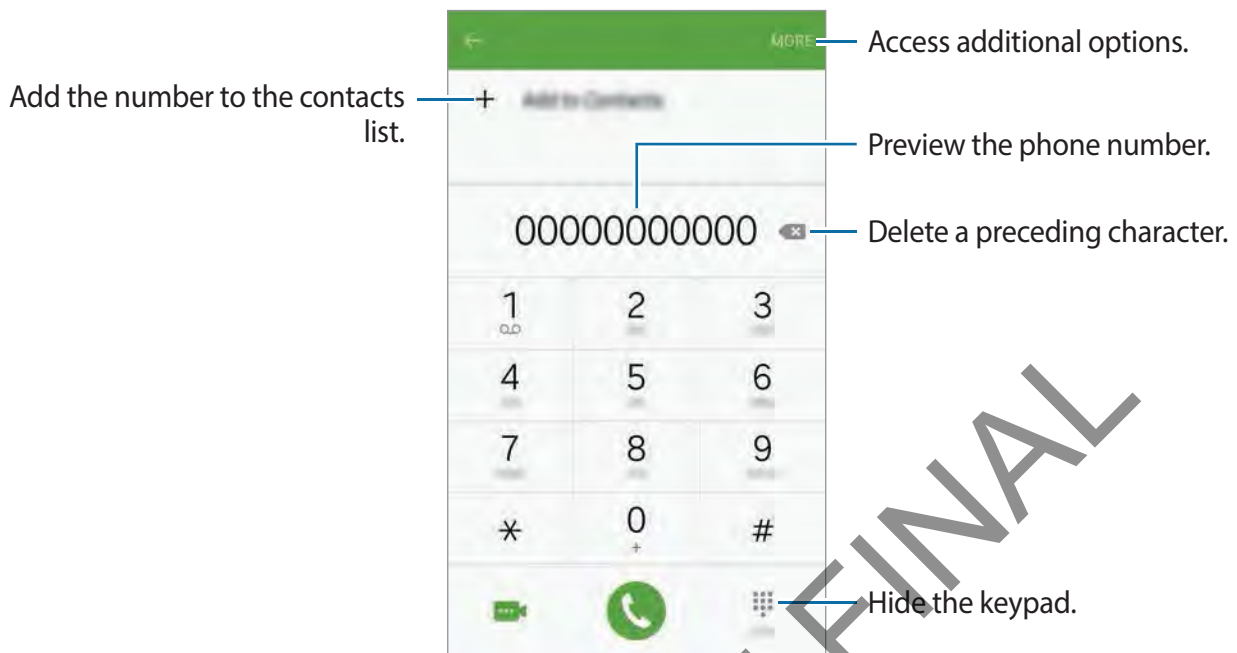 MORE
Access additional options.
Add the number to the contacts
list.
Add to Contacts
Preview the phone number.
00000000000
Delete a preceding character.
1 2 3
4 5 6
7 8 9
* 0 #
+
Hide the keypad.
FINAL